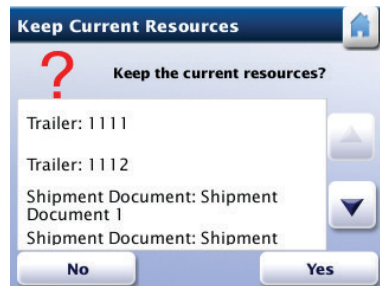 Keep Current Resources
?
Keep the current resources?
Trailer: 1111
Trailer: 1112
Shipment Document: Shipment
Document 1
Shipment Document: Shipment
No
Yes